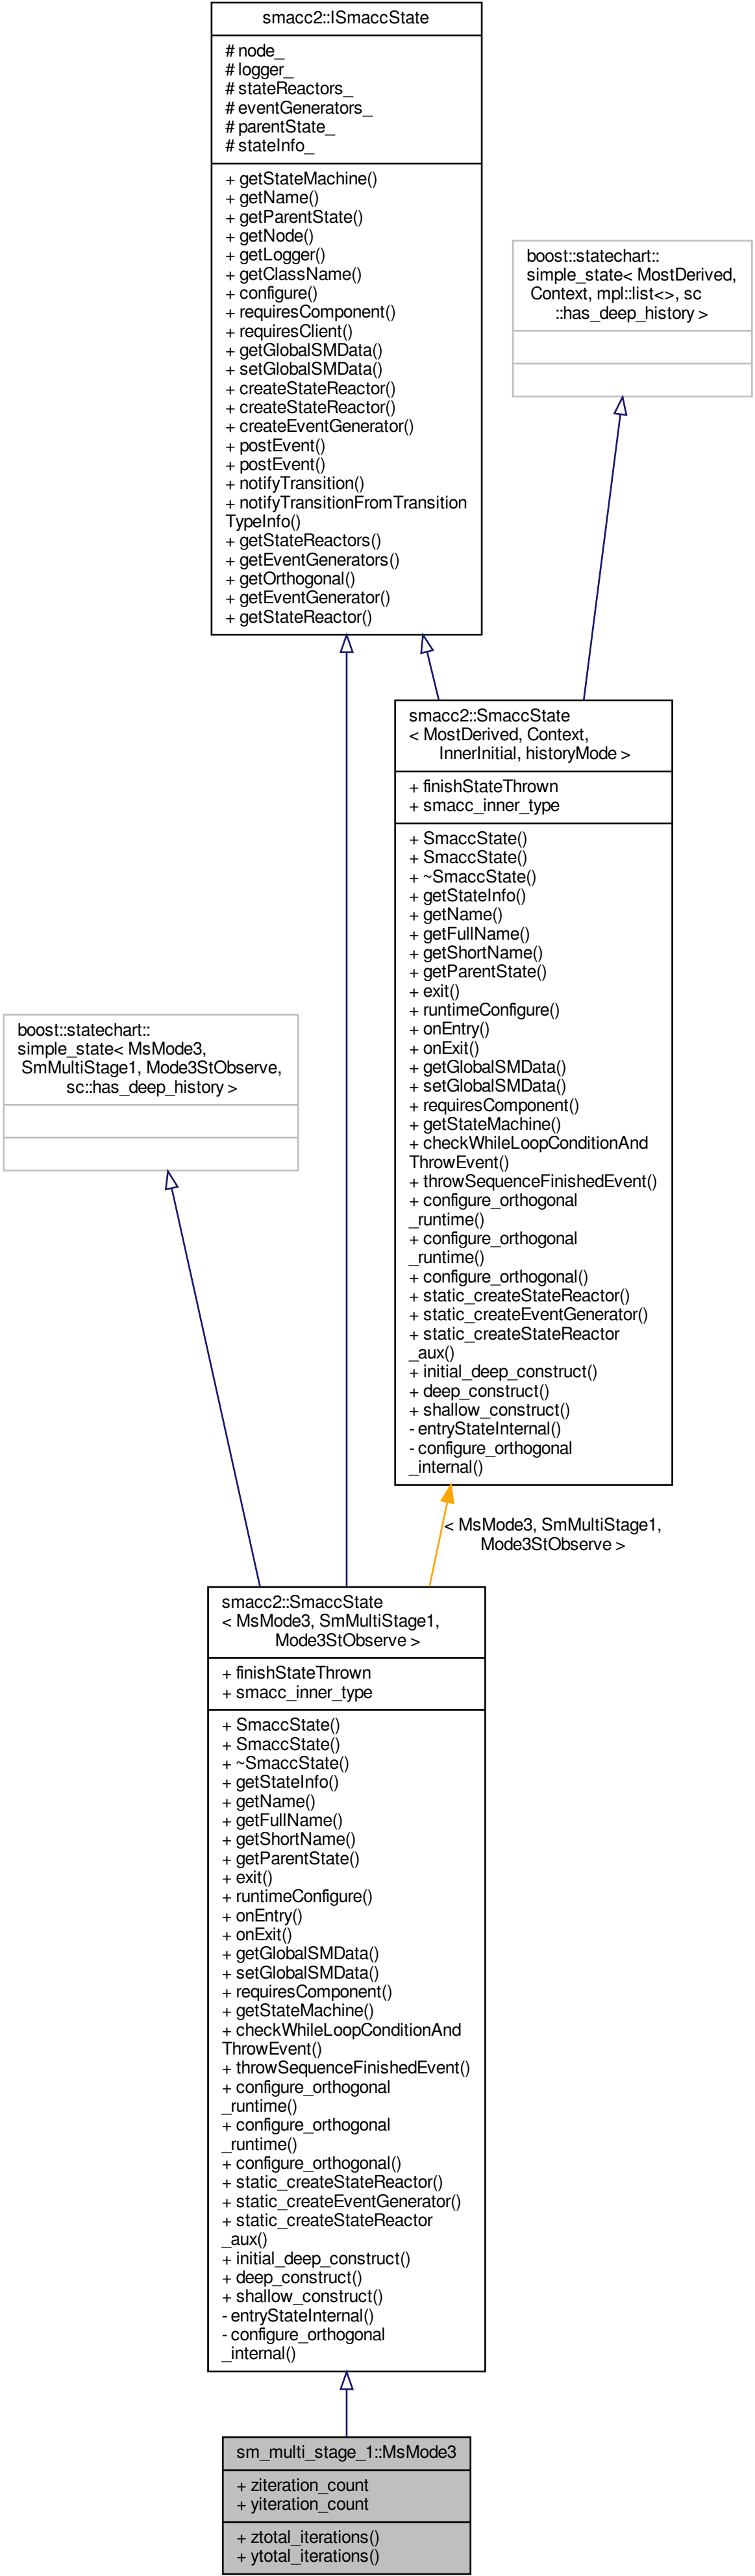 smacc2::ISmaccState
# node_
# logger_
# stateReactors_
# eventGenerators_
# parentState_
# stateInfo_
+ getStateMachine()
+ getName()
+ getParentState()
+ getNode()
+ getLogger()
+ getClassName()
+ configure()
+ requiresComponent()
+ requiresClient()
+ getGlobalSMData()
+ setGlobalSMData()
+ createStateReactor()
+ createStateReactor()
+ createEventGenerator()
+ postEvent()
+ postEvent()
+ notifyTransition()
+ notifyTransitionFromTransition
TypeInfo()
+ getStateReactors()
+ getEventGenerators()
+ getOrthogonal()
+ getEventGenerator()
+ getStateReactor()
boost::statechart::
simple_state< MostDerived,
Context, mpl::list<>, sc
::has_deep_history >
smacc2::SmaccState
< MostDerived, Context,
InnerInitial, historyMode >
+ finishStateThrown
+ smacc_inner_type
+ SmaccState()
+ SmaccState()
+ ~SmaccState()
+ getStateInfo()
+ getName()
+ getFullName()
+ getShortName()
+ getParentState()
+ exit()
+ runtimeConfigure()
+ onEntry()
+ onExit()
+ getGlobalSMData()
+ setGlobalSMData()
+ requiresComponent()
+ getStateMachine()
+ checkWhileLoopConditionAnd
ThrowEvent()
+ throwSequenceFinishedEvent()
+ configure_orthogonal
_runtime()
+ configure_orthogonal
_runtime()
+ configure_orthogonal()
+ static_createStateReactor()
+ static_createEventGenerator()
+ static_createStateReactor
_aux()
+ initial_deep_construct()
+ deep_construct()
+ shallow_construct()
- entryStateInternal()
- configure_orthogonal
_internal()
boost::statechart::
simple_state< MsMode3,
SmMultiStage1, Mode3StObserve,
sc::has_deep_history >
< MsMode3, SmMultiStage1,
Mode3StObserve >
smacc2::SmaccState
< MsMode3, SmMultiStage1,
Mode3StObserve >
+ finishStateThrown
+ smacc_inner_type
+ SmaccState()
+ SmaccState()
+ ~SmaccState()
+ getStateInfo()
+ getName()
+ getFullName()
+ getShortName()
+ getParentState()
+ exit()
+ runtimeConfigure()
+ onEntry()
+ onExit()
+ getGlobalSMData()
+ setGlobalSMData()
+ requiresComponent()
+ getStateMachine()
+ checkWhileLoopConditionAnd
ThrowEvent()
+ throwSequenceFinishedEvent()
+ configure_orthogonal
_runtime()
+ configure_orthogonal
_runtime()
+ configure_orthogonal()
+ static_createStateReactor()
+ static_createEventGenerator()
+ static_createStateReactor
_aux()
+ initial_deep_construct()
+ deep_construct()
+ shallow_construct()
- entryStateInternal()
- configure_orthogonal
_internal()
sm_multi_stage_1::MsMode3
+ ziteration_count
+ yiteration_count
+ ztotal_iterations()
+ ytotal_iterations()